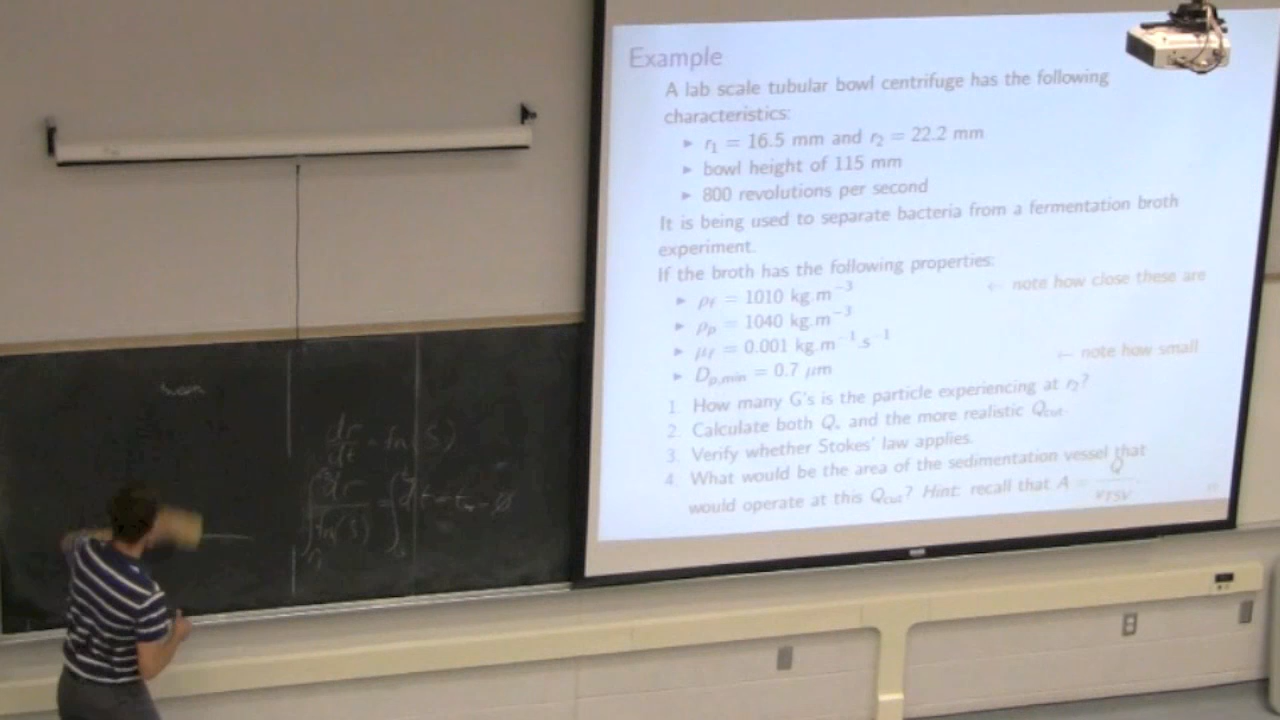 Example
A lab scale tubular bowl centrifuge has the following
characteristics:
▸ r₁ = 16.5 mm and r₂ = 22.2 mm
▸ bowl height of 115 mm
▸ 800 revolutions per second
It is being used to separate bacteria from a fermentation broth
experiment.
If the broth has the following properties:
▸ ρf = 1010 kg.m⁻³ ← note how close these are
▸ ρp = 1040 kg.m⁻³
▸ μf = 0.001 kg.m⁻¹.s⁻¹
▸ Dp,min = 0.7 μm ← note how small
1. How many G's is the particle experiencing at r₂?
2. Calculate both Q and the more realistic Qcut.
3. Verify whether Stokes' law applies.
4. What would be the area of the sedimentation vessel that
would operate at this Qcut? Hint: recall that A = Q / vTSV
dr/dt